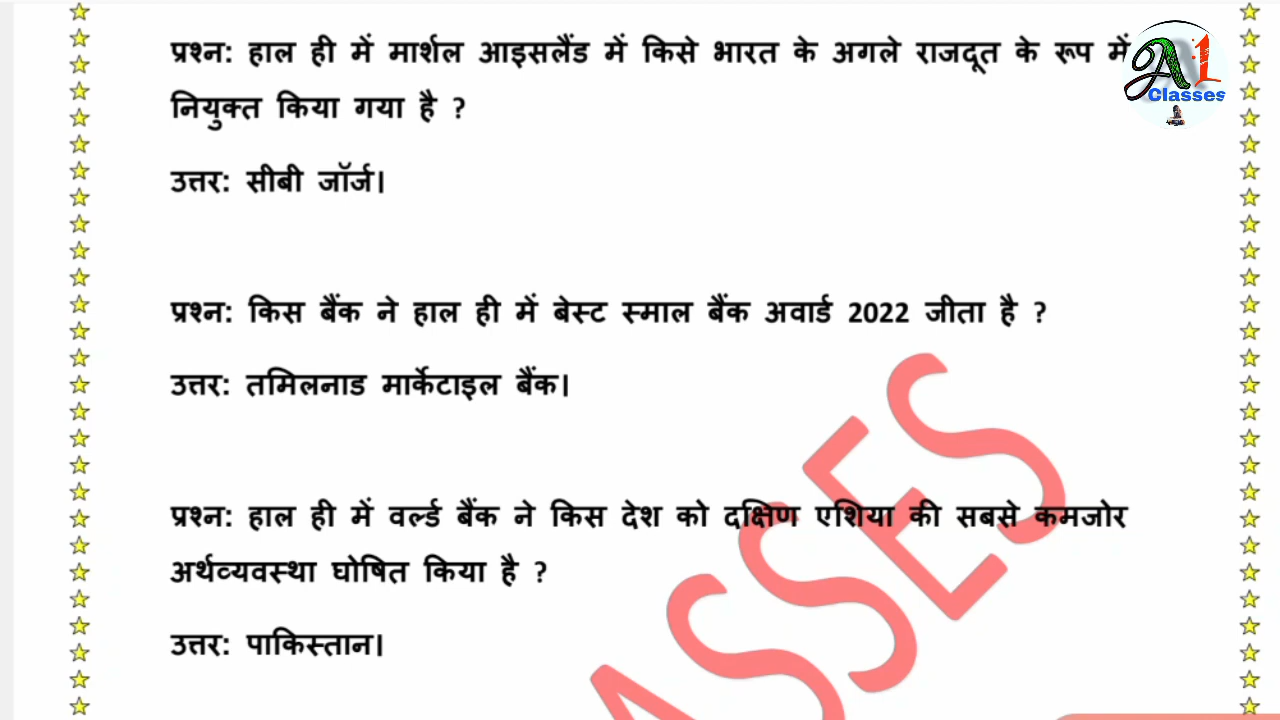 प्रश्न: हाल ही में मार्शल आइसलैंड में किसे भारत के अगले राजदूत के रूप में
नियुक्त किया गया है ?
उत्तर: सीबी जॉर्ज।
प्रश्न: किस बैंक ने हाल ही में बेस्ट स्माल बैंक अवार्ड 2022 जीता है ?
उत्तर: तमिलनाड मार्केटाइल बैंक।
प्रश्न: हाल ही में वर्ल्ड बैंक ने किस देश को दक्षिण एशिया की सबसे कमजोर
अर्थव्यवस्था घोषित किया है ?
उत्तर: पाकिस्तान।
A1
Classes
ASSES